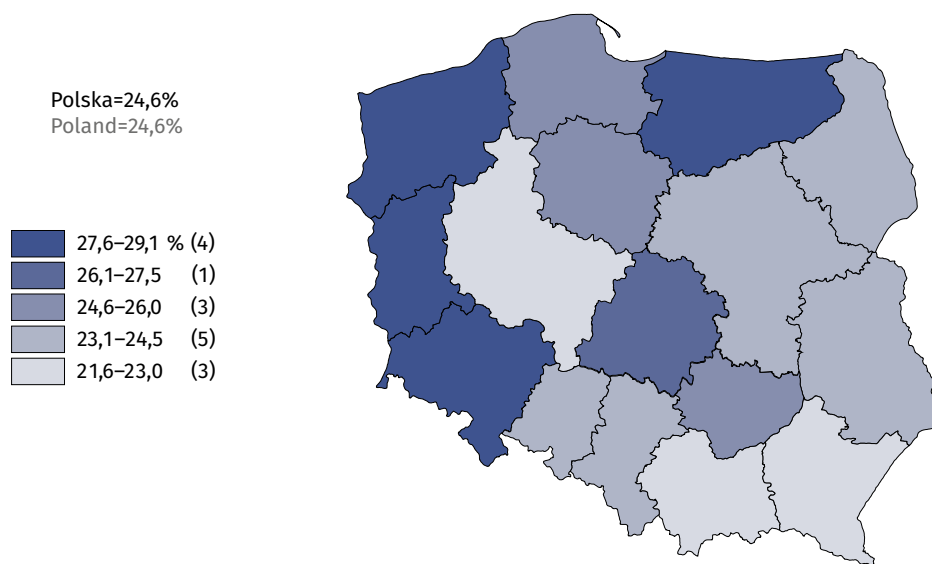 Polska=24,6%
Poland=24,6%
27,6–29,1 % (4)
26,1–27,5 (1)
24,6–26,0 (3)
23,1–24,5 (5)
21,6–23,0 (3)